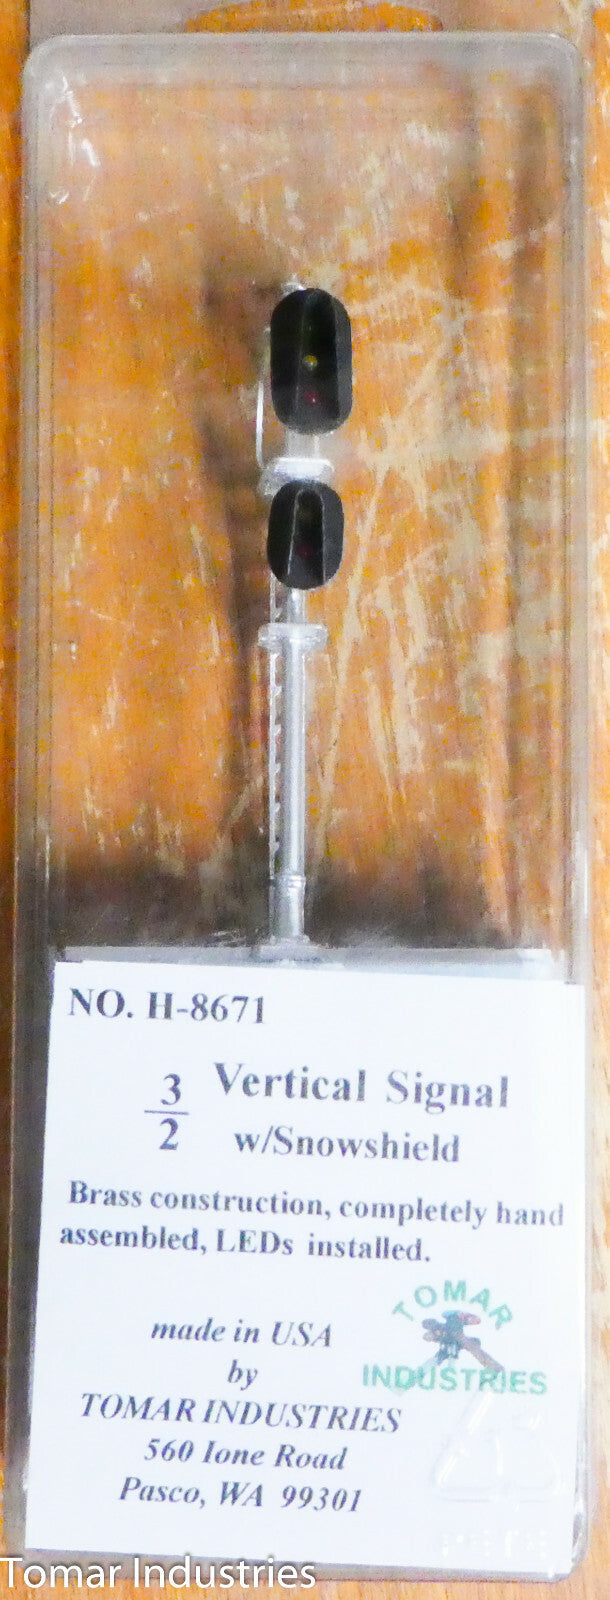 NO. H-8671
3
2
Vertical Signal
w/Snowshield
Brass construction, completely hand
assembled, LEDs installed.
TOMAR
INDUSTRIES
made in USA
by
TOMAR INDUSTRIES
560 Ione Road
Pasco, WA 99301
Tomar Industries